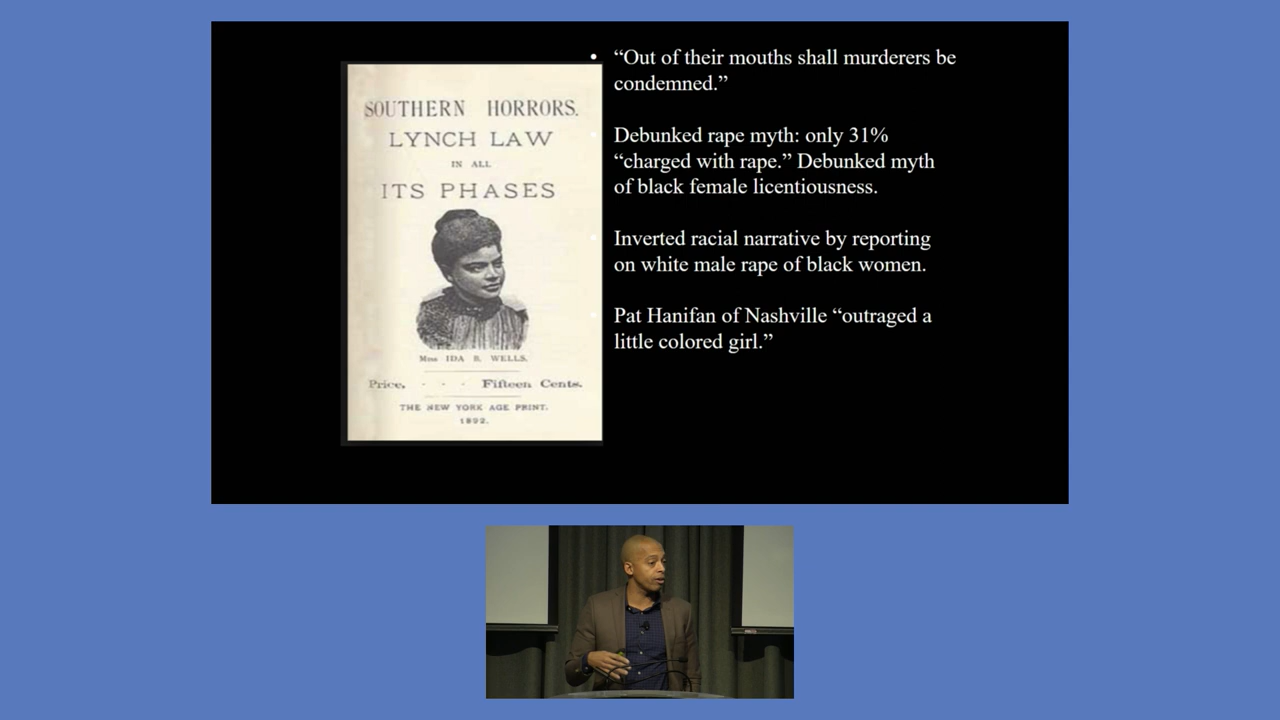 SOUTHERN HORRORS.
LYNCH LAW
IN ALL
ITS PHASES
Miss IDA B. WELLS.
Price, - - - Fifteen Cents.
THE NEW YORK AGE PRINT.
1892.
• “Out of their mouths shall murderers be
condemned.”
Debunked rape myth: only 31%
“charged with rape.” Debunked myth
of black female licentiousness.
Inverted racial narrative by reporting
on white male rape of black women.
Pat Hanifan of Nashville “outraged a
little colored girl.”